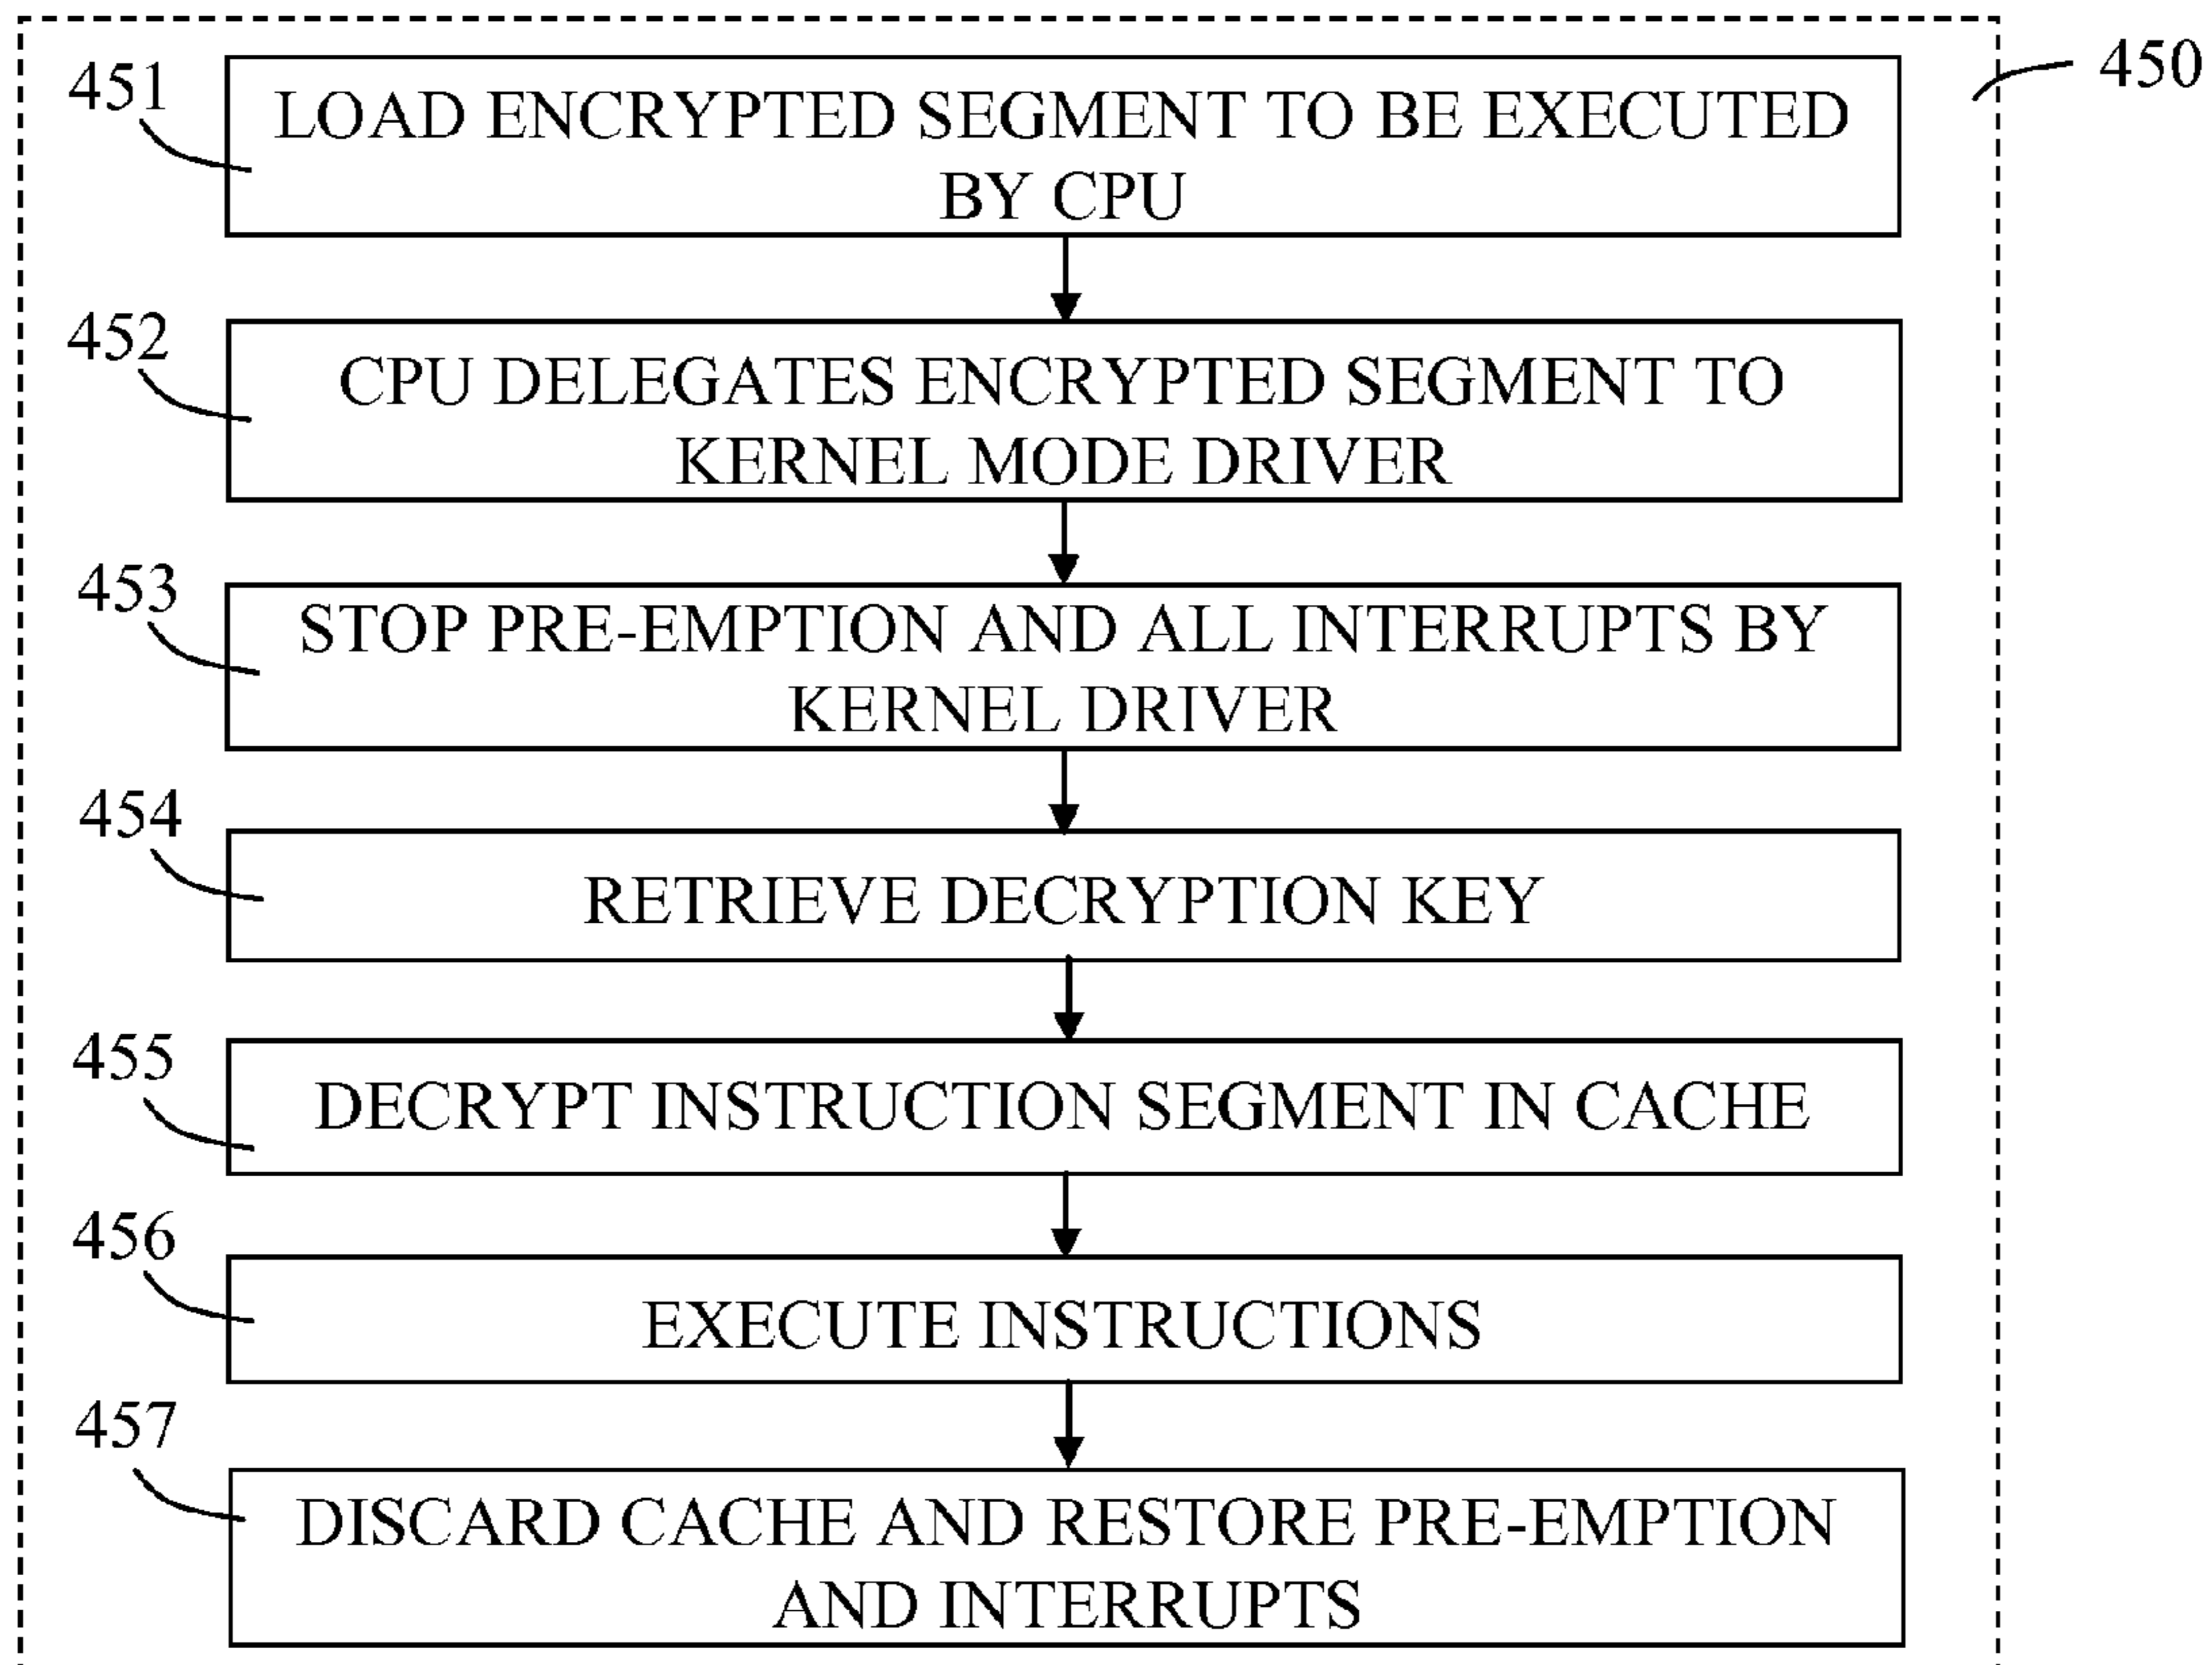 450
451
LOAD ENCRYPTED SEGMENT TO BE EXECUTED
BY CPU
452
CPU DELEGATES ENCRYPTED SEGMENT TO
KERNEL MODE DRIVER
453
STOP PRE-EMPTION AND ALL INTERRUPTS BY
KERNEL DRIVER
454
RETRIEVE DECRYPTION KEY
455
DECRYPT INSTRUCTION SEGMENT IN CACHE
456
EXECUTE INSTRUCTIONS
457
DISCARD CACHE AND RESTORE PRE-EMPTION
AND INTERRUPTS